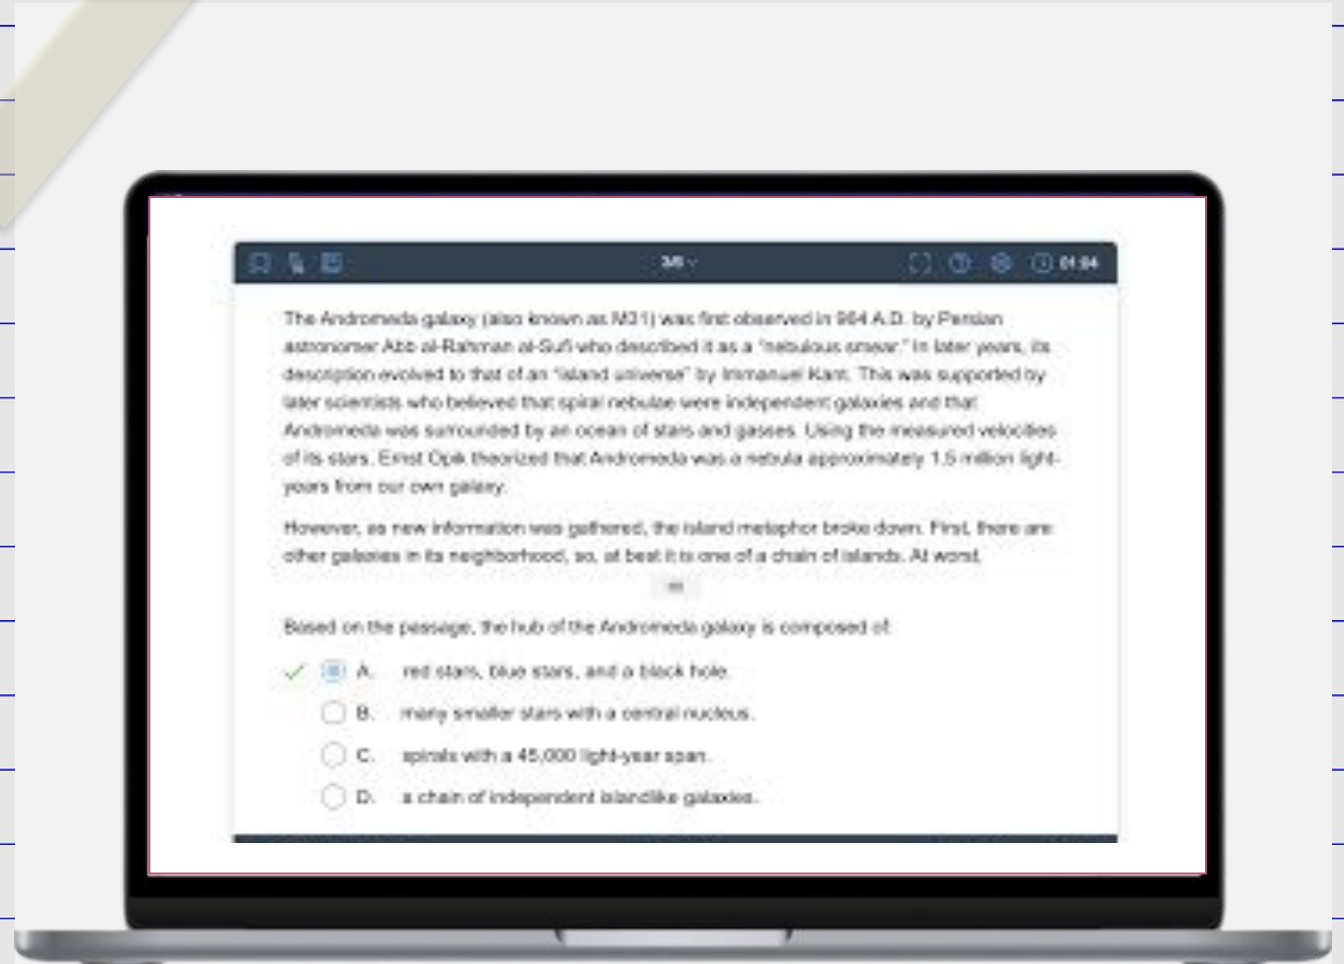 3/5
01:04
The Andromeda galaxy (also known as M31) was first observed in 964 A.D. by Persian
astronomer Abb al-Rahman al-Sufi who described it as a "nebulous smear." In later years, its
description evolved to that of an "island universe" by Immanuel Kant. This was supported by
later scientists who believed that spiral nebulae were independent galaxies and that
Andromeda was surrounded by an ocean of stars and gasses. Using the measured velocities
of its stars, Ernst Opik theorized that Andromeda was a nebula approximately 1.5 million light-
years from our own galaxy.
However, as new information was gathered, the island metaphor broke down. First, there are
other galaxies in its neighborhood, so, at best it is one of a chain of islands. At worst,
Based on the passage, the hub of the Andromeda galaxy is composed of:
A. red stars, blue stars, and a black hole.
B. many smaller stars with a central nucleus.
C. spirals with a 45,000 light-year span.
D. a chain of independent islandlike galaxies.